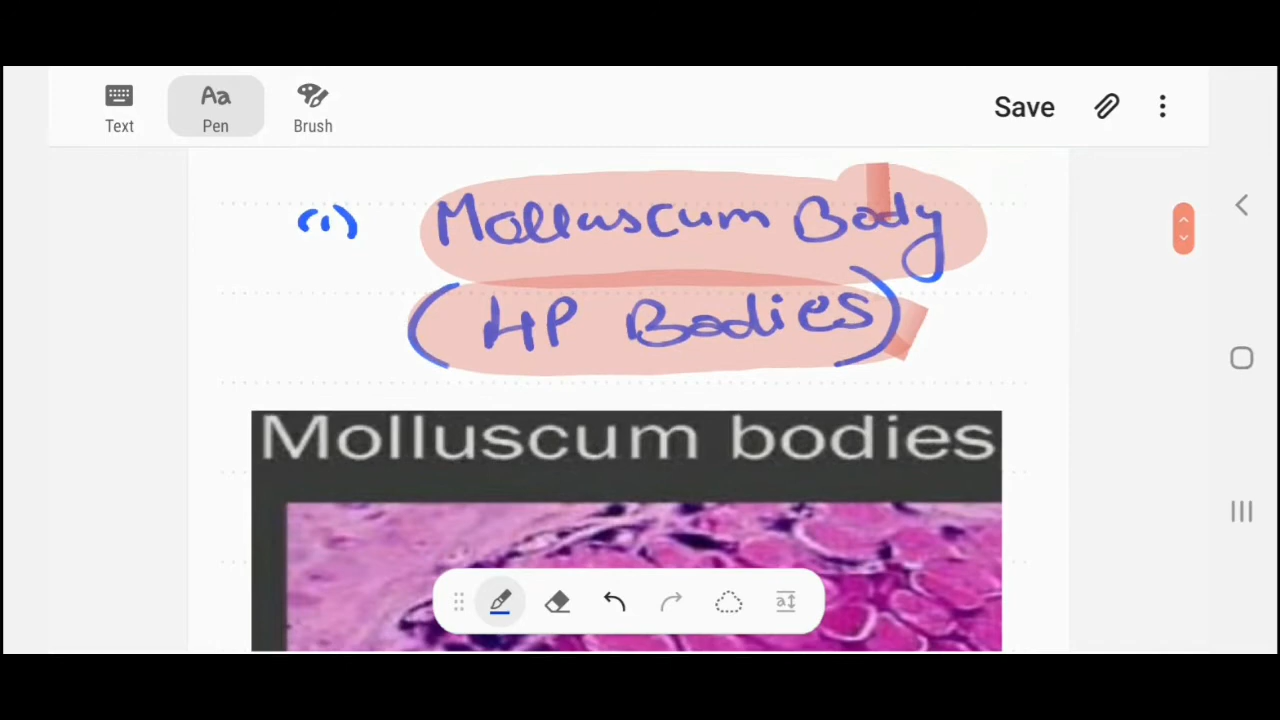 Text
Pen
Brush
Save
(1) Molluscum Body
(HP Bodies)
Molluscum bodies